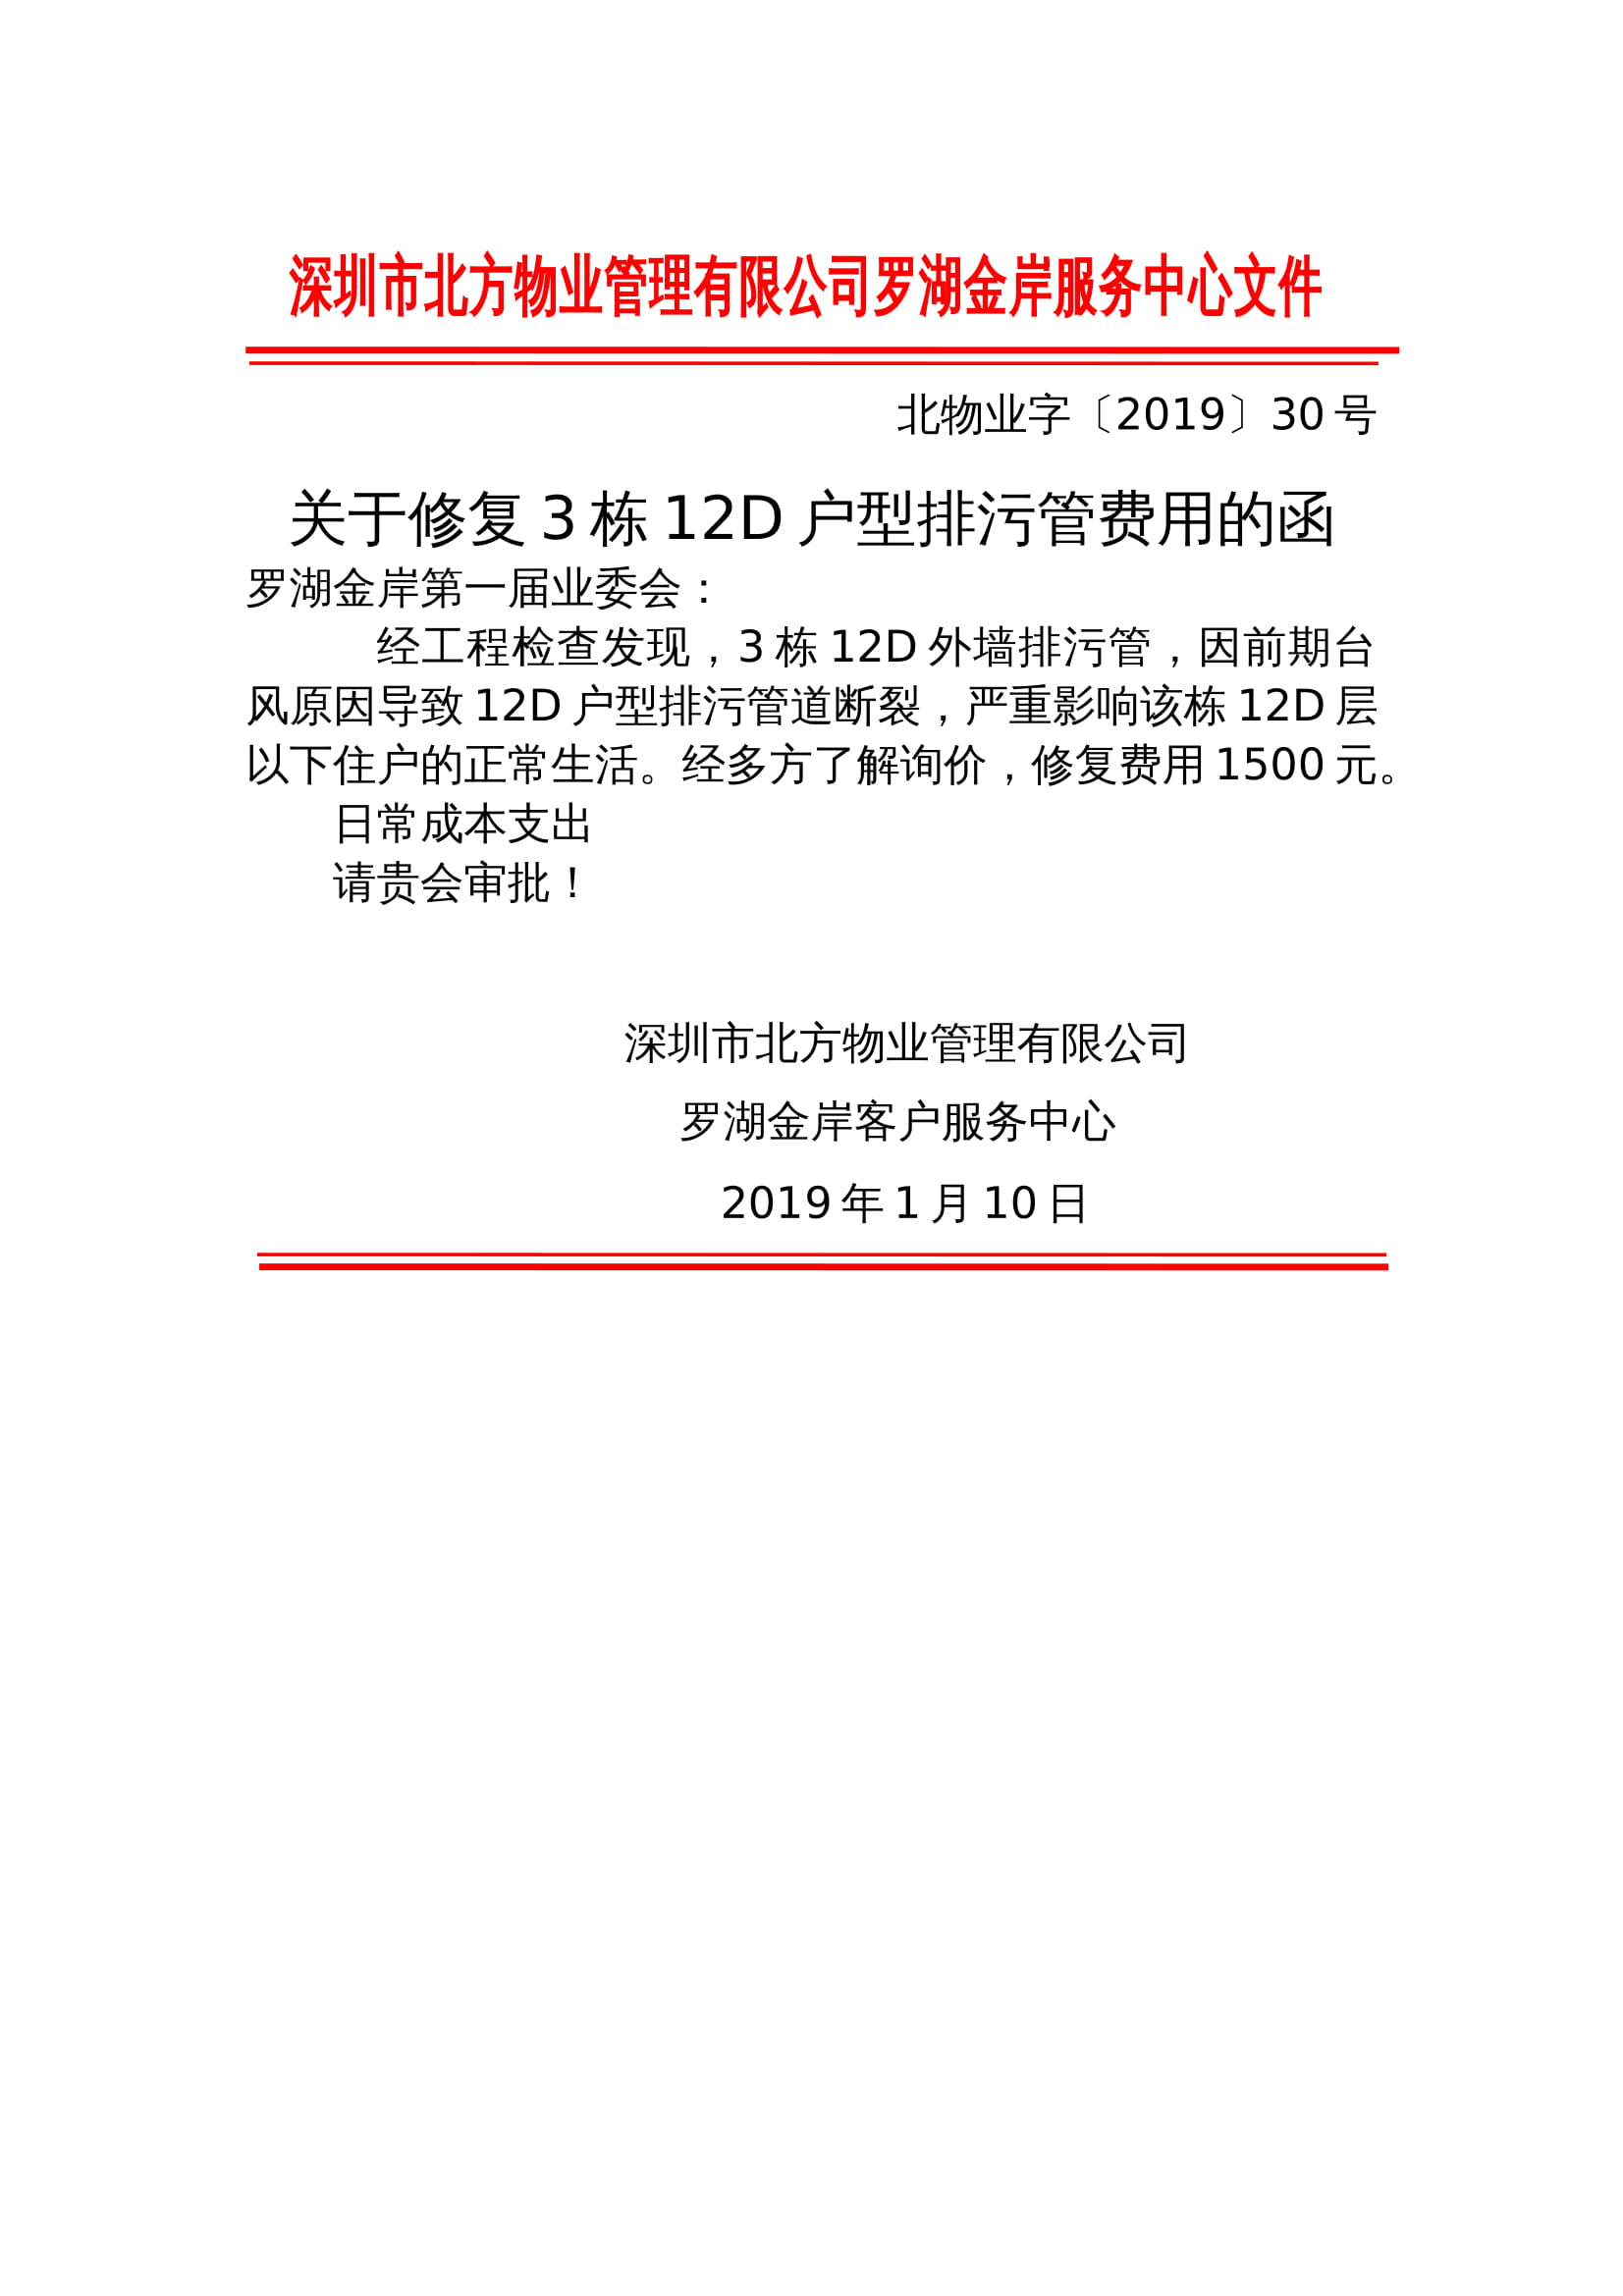 深圳市北方物业管理有限公司罗湖金岸服务中心文件
北物业字〔2019〕30 号
关于修复 3 栋 12D 户型排污管费用的函
罗湖金岸第一届业委会：
经工程检查发现，3 栋 12D 外墙排污管，因前期台
风原因导致 12D 户型排污管道断裂，严重影响该栋 12D 层
以下住户的正常生活。经多方了解询价，修复费用 1500 元。
日常成本支出
请贵会审批！
深圳市北方物业管理有限公司
罗湖金岸客户服务中心
2019 年 1 月 10 日